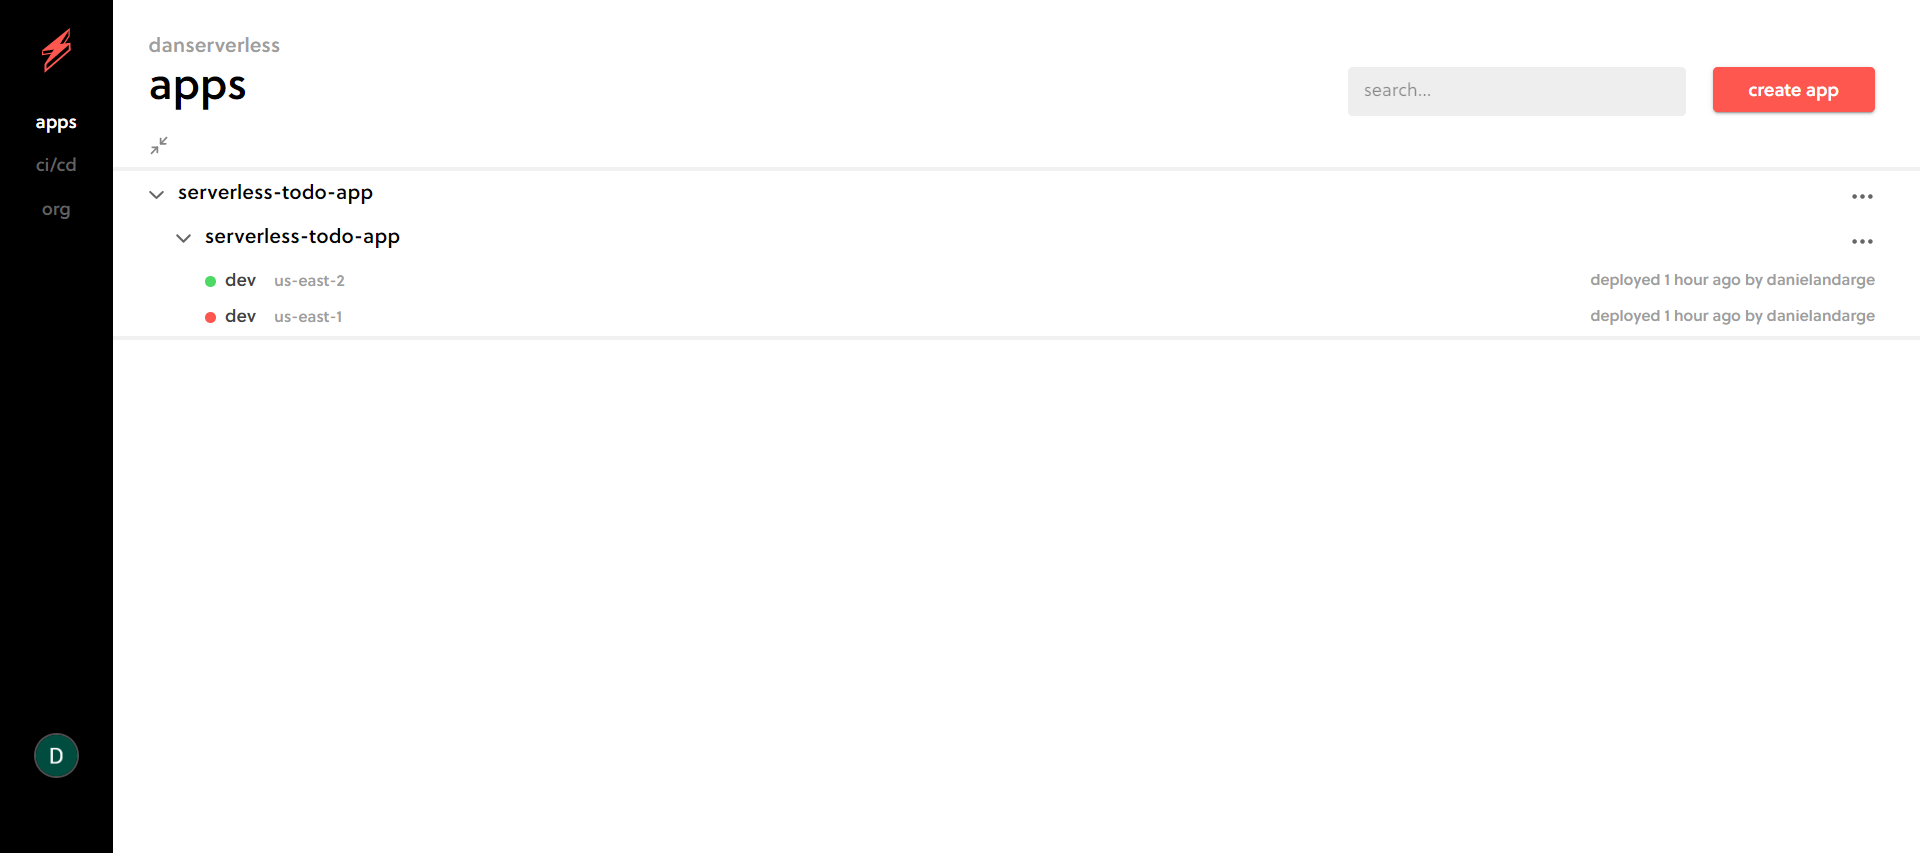 danserverless
apps
search...
create app
apps
ci/cd
org
serverless-todo-app
serverless-todo-app
dev us-east-2 deployed 1 hour ago by danielandarge
dev us-east-1 deployed 1 hour ago by danielandarge
D